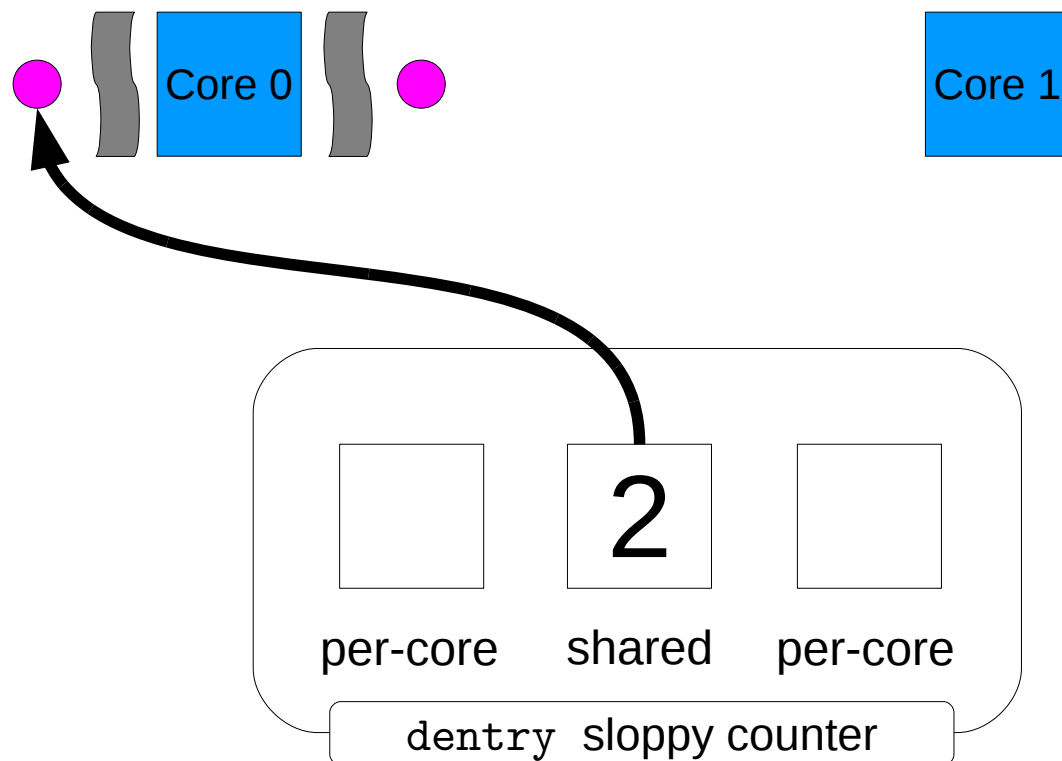 Core 0
Core 1
2
per-core
shared
per-core
dentry sloppy counter